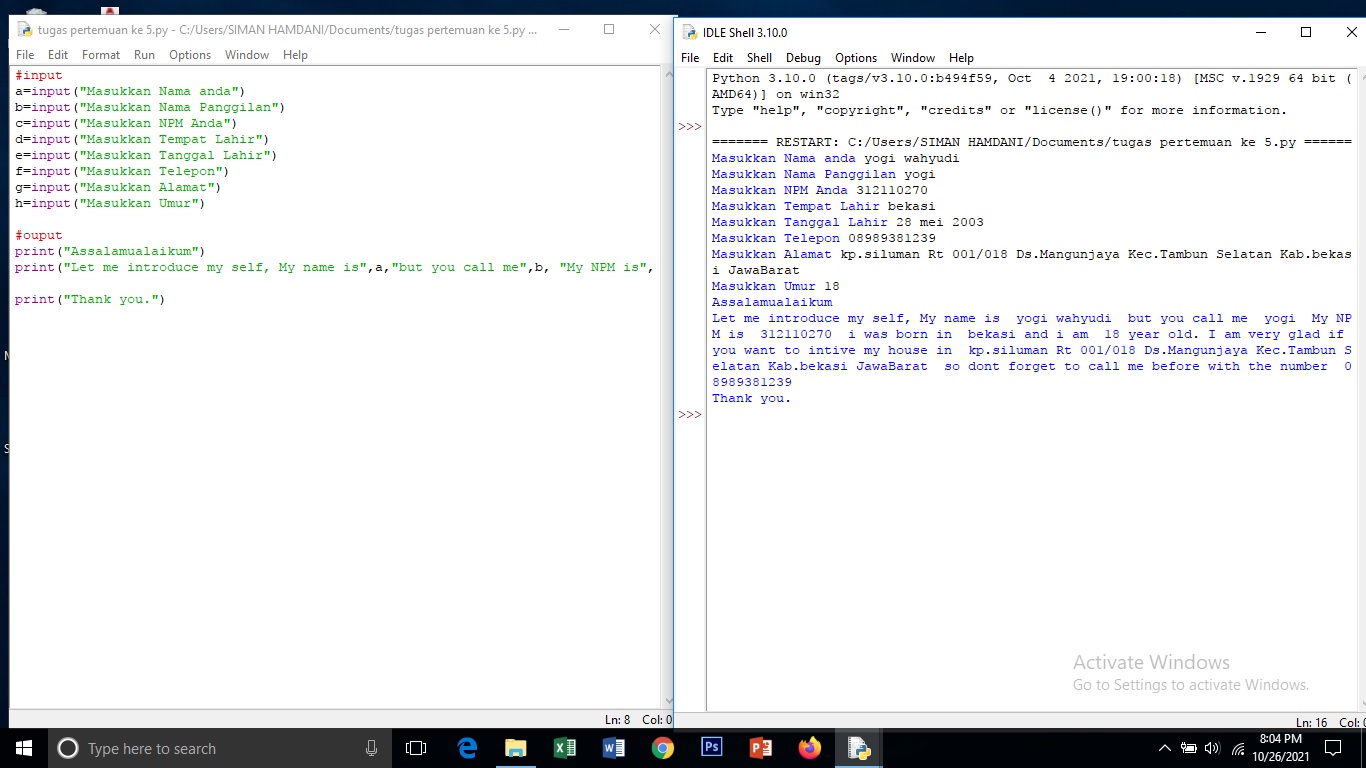 tugas pertemuan ke 5.py - C:/Users/SIMAN HAMDANI/Documents/tugas pertemuan ke 5.py ...
File Edit Format Run Options Window Help
#input
a=input("Masukkan Nama anda")
b=input("Masukkan Nama Panggilan")
c=input("Masukkan NPM Anda")
d=input("Masukkan Tempat Lahir")
e=input("Masukkan Tanggal Lahir")
f=input("Masukkan Telepon")
g=input("Masukkan Alamat")
h=input("Masukkan Umur")
#ouput
print("Assalamualaikum")
print("Let me introduce my self, My name is",a,"but you call me",b, "My NPM is",
print("Thank you.")
Ln: 8 Col: 0
IDLE Shell 3.10.0
File Edit Shell Debug Options Window Help
Python 3.10.0 (tags/v3.10.0:b494f59, Oct  4 2021, 19:00:18) [MSC v.1929 64 bit (
AMD64)] on win32
Type "help", "copyright", "credits" or "license()" for more information.
>>>
======= RESTART: C:/Users/SIMAN HAMDANI/Documents/tugas pertemuan ke 5.py ======
Masukkan Nama anda yogi wahyudi
Masukkan Nama Panggilan yogi
Masukkan NPM Anda 312110270
Masukkan Tempat Lahir bekasi
Masukkan Tanggal Lahir 28 mei 2003
Masukkan Telepon 08989381239
Masukkan Alamat kp.siluman Rt 001/018 Ds.Mangunjaya Kec.Tambun Selatan Kab.bekas
i JawaBarat
Masukkan Umur 18
Assalamualaikum
Let me introduce my self, My name is  yogi wahyudi  but you call me  yogi  My NP
M is  312110270  i was born in  bekasi and i am  18 year old. I am very glad if
you want to intive my house in  kp.siluman Rt 001/018 Ds.Mangunjaya Kec.Tambun S
elatan Kab.bekasi JawaBarat  so dont forget to call me before with the number  0
8989381239
Thank you.
>>>
Activate Windows
Go to Settings to activate Windows.
Ln: 16 Col:
Type here to search
Ps
8:04 PM
10/26/2021